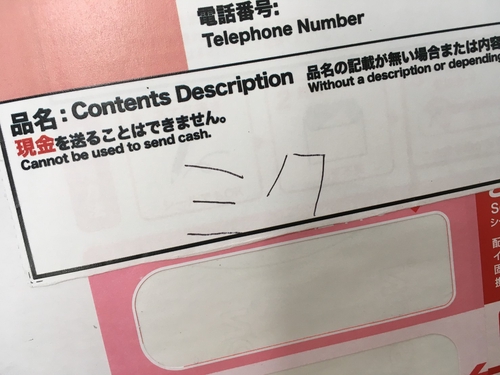 電話番号:
Telephone Number
品名:Contents Description
品名の記載が無い場合または内容
Without a description or depending
現金を送ることはできません。
Cannot be used to send cash.
ミク